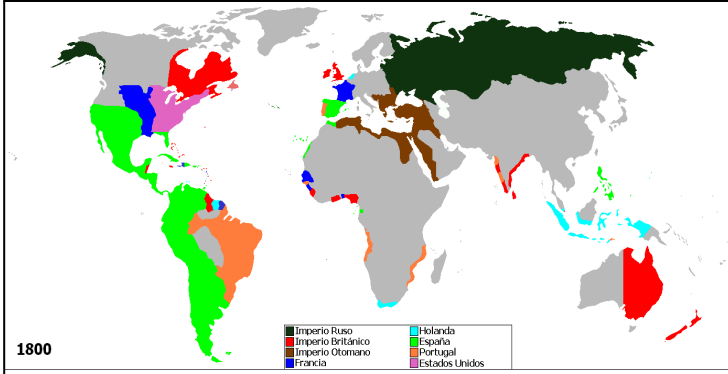 1800
Imperio Ruso
Imperio Británico
Imperio Otomano
Francia
Holanda
España
Portugal
Estados Unidos